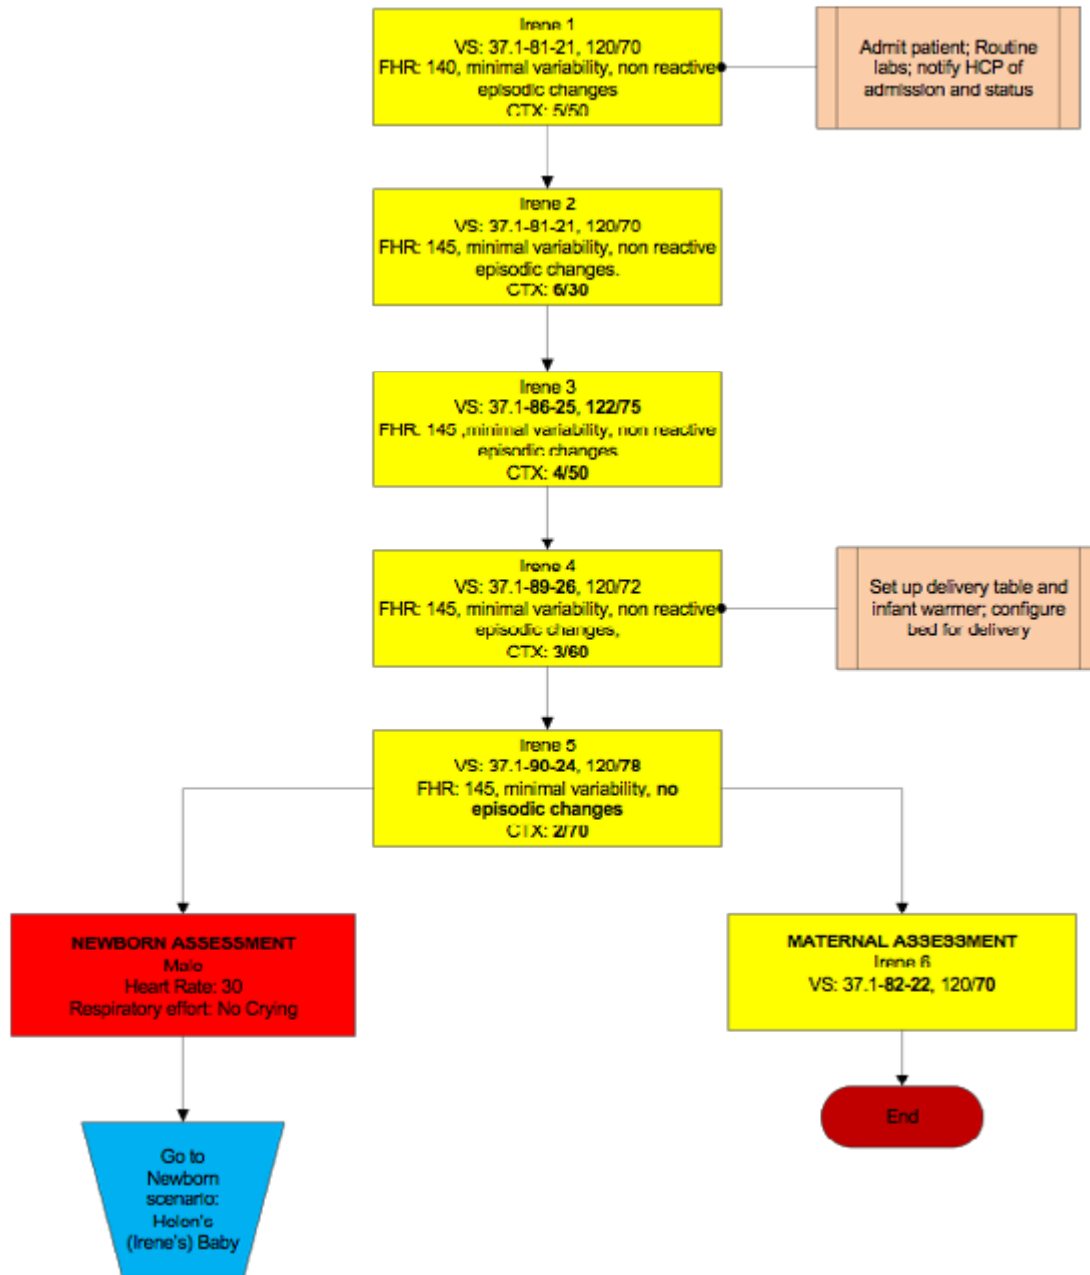 Irene 1
VS: 37.1-81-21, 120/70
FHR: 140, minimal variability, non reactive
episodic changes
CTX: 5/50
Admit patient; Routine
labs; notify HCP of
admission and status
Irene 2
VS: 37.1-81-21, 120/70
FHR: 145, minimal variability, non reactive
episodic changes.
CTX: 6/30
Irene 3
VS: 37.1-86-25, 122/75
FHR: 145 ,minimal variability, non reactive
episodic changes
CTX: 4/50
Irene 4
VS: 37.1-89-26, 120/72
FHR: 145, minimal variability, non reactive
episodic changes,
CTX: 3/60
Set up delivery table and
infant warmer; configure
bed for delivery
Irene 5
VS: 37.1-90-24, 120/78
FHR: 145, minimal variability, no
episodic changes
CTX: 2/70
NEWBORN ASSESSMENT
Male
Heart Rate: 30
Respiratory effort: No Crying
MATERNAL ASSESSMENT
Irene 6
VS: 37.1-82-22, 120/70
End
Go to
Newborn
scenario:
Helen's
(Irene's) Baby